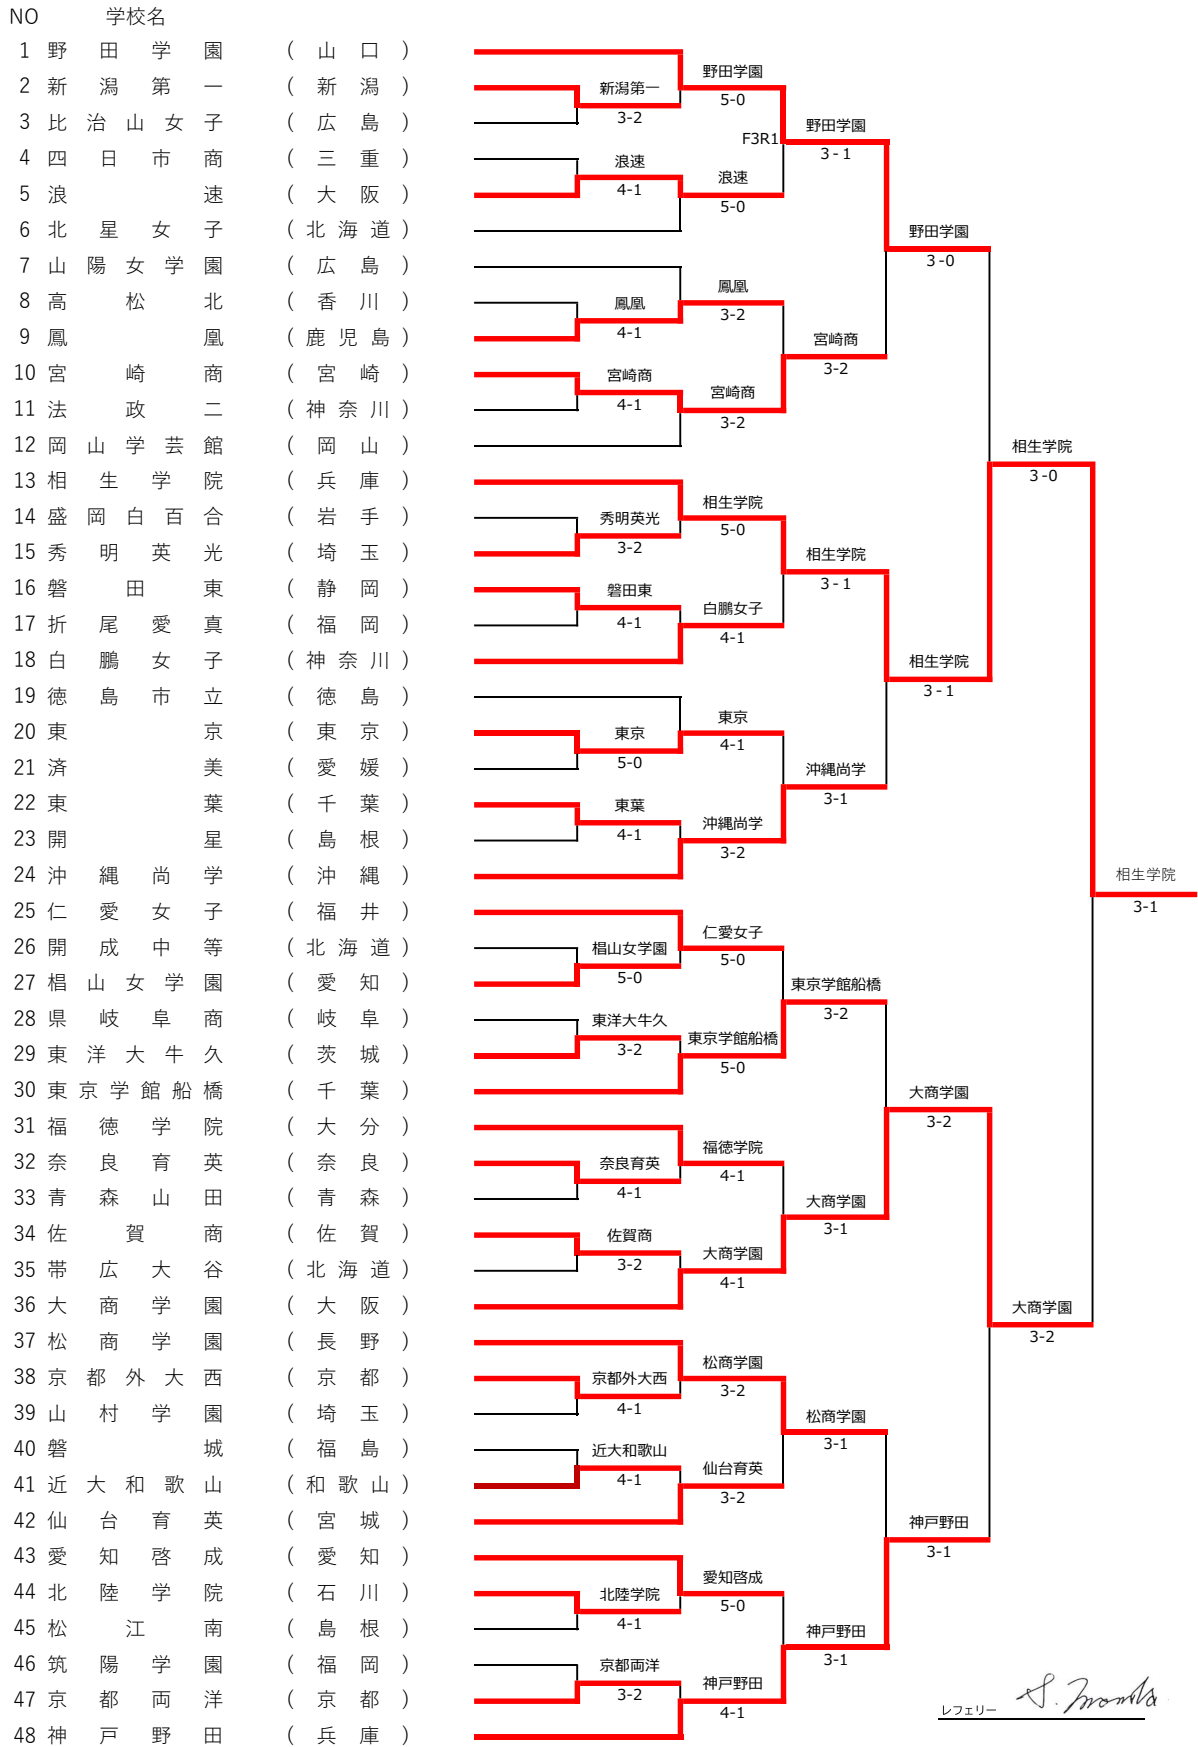 NO 学校名
1 野田学園 (山口)
2 新潟第一 (新潟)
3 比治山女子 (広島)
4 四日市商 (三重)
5 浪速 (大阪)
6 北星女子 (北海道)
7 山陽女学園 (広島)
8 高松北 (香川)
9 鳳凰 (鹿児島)
10 宮崎商 (宮崎)
11 法政二 (神奈川)
12 岡山学芸館 (岡山)
13 相生学院 (兵庫)
14 盛岡白百合 (岩手)
15 秀明英光 (埼玉)
16 磐田東 (静岡)
17 折尾愛真 (福岡)
18 白鵬女子 (神奈川)
19 徳島市立 (徳島)
20 東京 (東京)
21 済美 (愛媛)
22 東葉 (千葉)
23 開星 (島根)
24 沖縄尚学 (沖縄)
25 仁愛女子 (福井)
26 開成中等 (北海道)
27 椙山女学園 (愛知)
28 県岐阜商 (岐阜)
29 東洋大牛久 (茨城)
30 東京学館船橋 (千葉)
31 福徳学院 (大分)
32 奈良育英 (奈良)
33 青森山田 (青森)
34 佐賀商 (佐賀)
35 帯広大谷 (北海道)
36 大商学園 (大阪)
37 松商学園 (長野)
38 京都外大西 (京都)
39 山村学園 (埼玉)
40 磐城 (福島)
41 近大和歌山 (和歌山)
42 仙台育英 (宮城)
43 愛知啓成 (愛知)
44 北陸学院 (石川)
45 松江南 (島根)
46 筑陽学園 (福岡)
47 京都両洋 (京都)
48 神戸野田 (兵庫)
新潟第一
3-2
浪速
4-1
鳳凰
4-1
宮崎商
4-1
秀明英光
3-2
磐田東
4-1
東京
5-0
東葉
4-1
椙山女学園
5-0
東洋大牛久
3-2
奈良育英
4-1
佐賀商
3-2
京都外大西
4-1
近大和歌山
4-1
北陸学院
4-1
京都両洋
3-2
野田学園
5-0
浪速
5-0
鳳凰
3-2
宮崎商
3-2
相生学院
5-0
白鵬女子
4-1
東京
4-1
沖縄尚学
3-2
仁愛女子
5-0
東京学館船橋
5-0
福徳学院
4-1
大商学園
4-1
松商学園
3-2
仙台育英
3-2
愛知啓成
5-0
神戸野田
4-1
F3R1
野田学園
3-1
宮崎商
3-2
相生学院
3-1
沖縄尚学
3-1
東京学館船橋
3-2
大商学園
3-1
松商学園
3-1
神戸野田
3-1
野田学園
3-0
相生学院
3-1
大商学園
3-2
神戸野田
3-1
相生学院
3-0
大商学園
3-2
相生学院
3-1
レフェリー